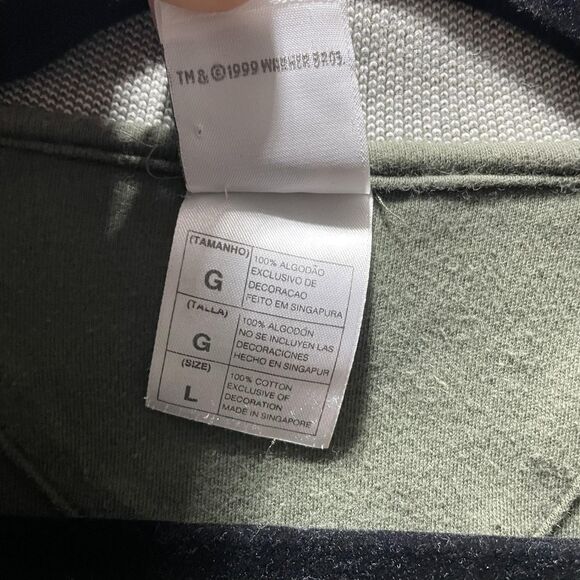 TM & ©1999 WARNER BROS.
(TAMANHO)
G
100% ALGODÃO
EXCLUSIVO DE
DECORACAO
FEITO EM SINGAPURA
(TALLA)
G
100% ALGODÓN
NO SE INCLUYEN LAS
DECORACIONES
HECHO EN SINGAPUR
(SIZE)
L
100% COTTON
EXCLUSIVE OF
DECORATION
MADE IN SINGAPORE